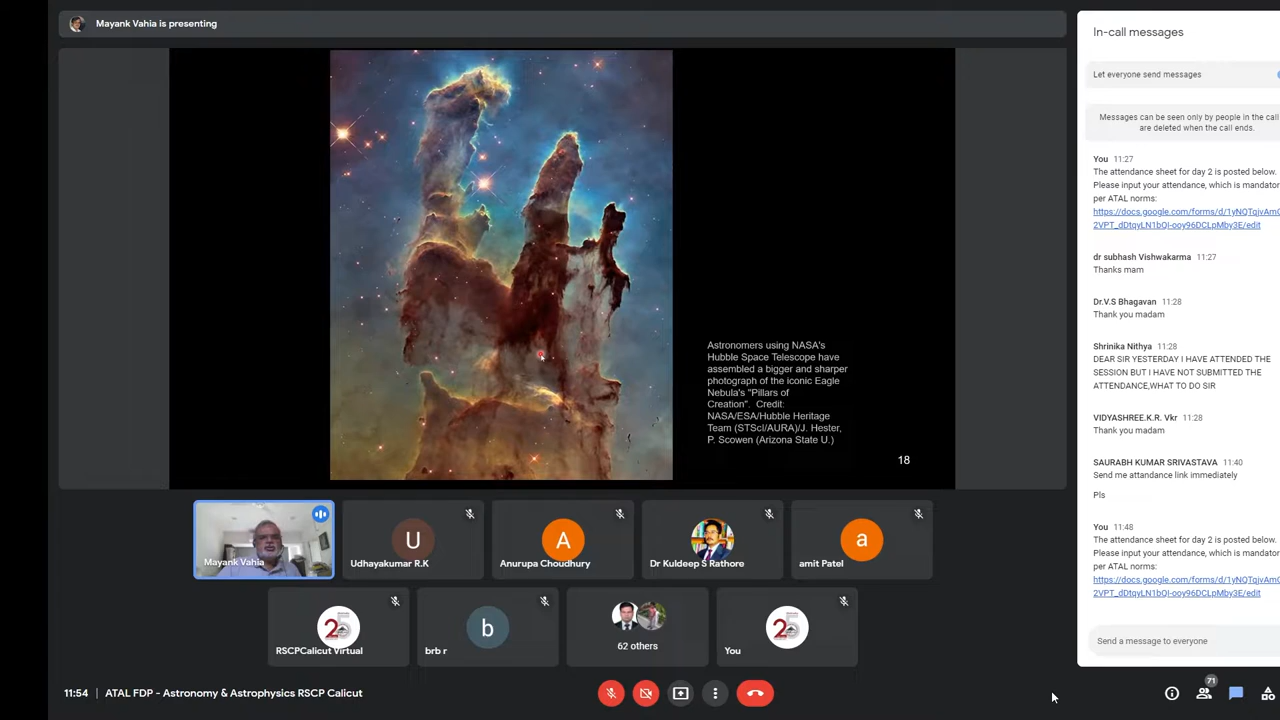 Mayank Vahia is presenting
Astronomers using NASA's
Hubble Space Telescope have
assembled a bigger and sharper
photograph of the iconic Eagle
Nebula's "Pillars of
Creation". Credit:
NASA/ESA/Hubble Heritage
Team (STScI/AURA)/J. Hester,
P. Scowen (Arizona State U.)
18
Mayank Vahia
U
Udhayakumar R.K
A
Anurupa Choudhury
Dr Kuldeep S Rathore
a
amit Patel
25
RSCPCalicut Virtual
b
brb r
62 others
25
You
11:54 | ATAL FDP - Astronomy & Astrophysics RSCP Calicut
In-call messages
Let everyone send messages
Messages can be seen only by people in the call
are deleted when the call ends.
You 11:27
The attendance sheet for day 2 is posted below.
Please input your attendance, which is mandator
per ATAL norms:
dr subhash Vishwakarma 11:27
Thanks mam
Dr.V.S Bhagavan 11:28
Thank you madam
Shrinika Nithya 11:28
DEAR SIR YESTERDAY I HAVE ATTENDED THE
SESSION BUT I HAVE NOT SUBMITTED THE
ATTENDANCE,WHAT TO DO SIR
VIDYASHREE.K.R. Vkr 11:28
Thank you madam
SAURABH KUMAR SRIVASTAVA 11:40
Send me attandance link immediately
Pls
You 11:48
The attendance sheet for day 2 is posted below.
Please input your attendance, which is mandator
per ATAL norms:
Send a message to everyone
71